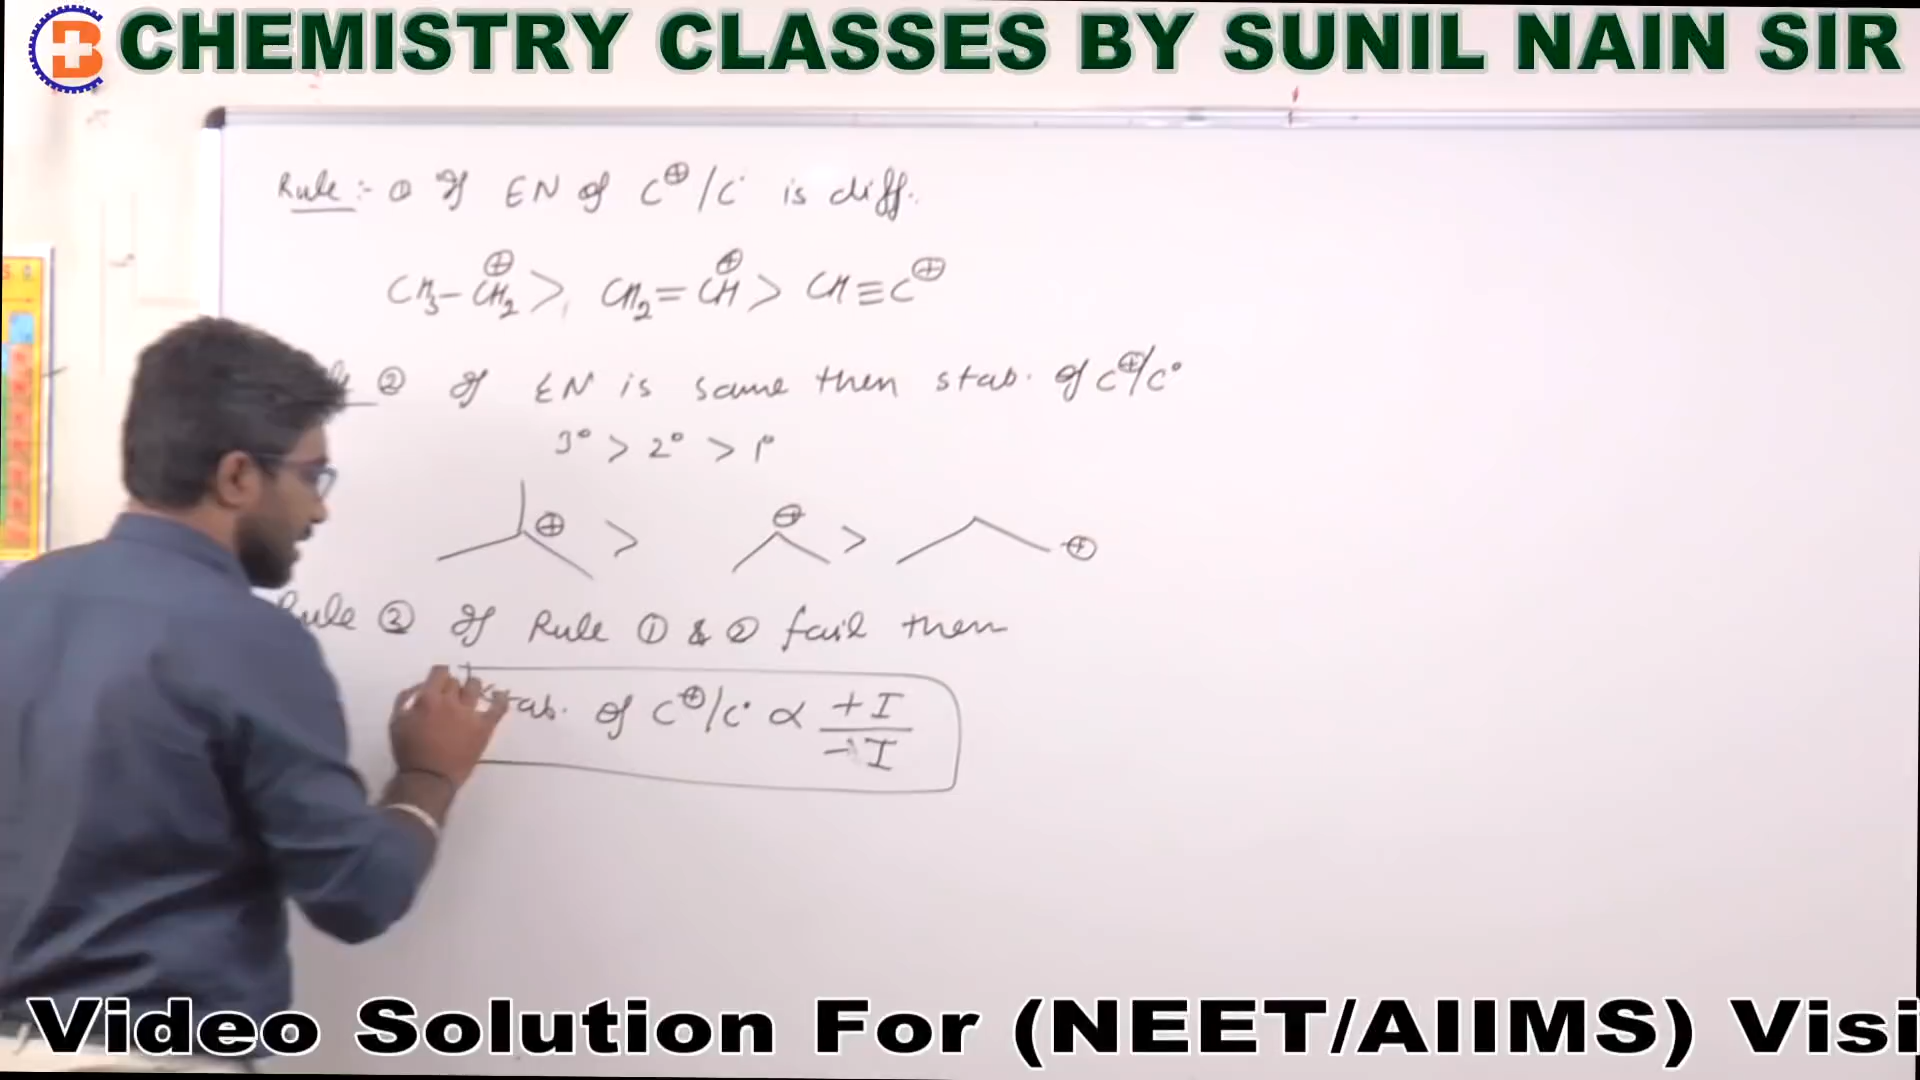 CHEMISTRY CLASSES BY SUNIL NAIN SIR
Rule :- ① If EN of C⊕/C· is diff.
CH₃-CH₂⊕ > CH₂=CH⊕ > CH≡C⊕
② If EN is same then stab. of C⊕/C•
3° > 2° > 1°
⊕ > ⊕ > ⊕
Rule ③ If Rule ① & ② fail then
stab. of C⊕/C· ∝ +I/-I
Video Solution For (NEET/AIIMS) Visi